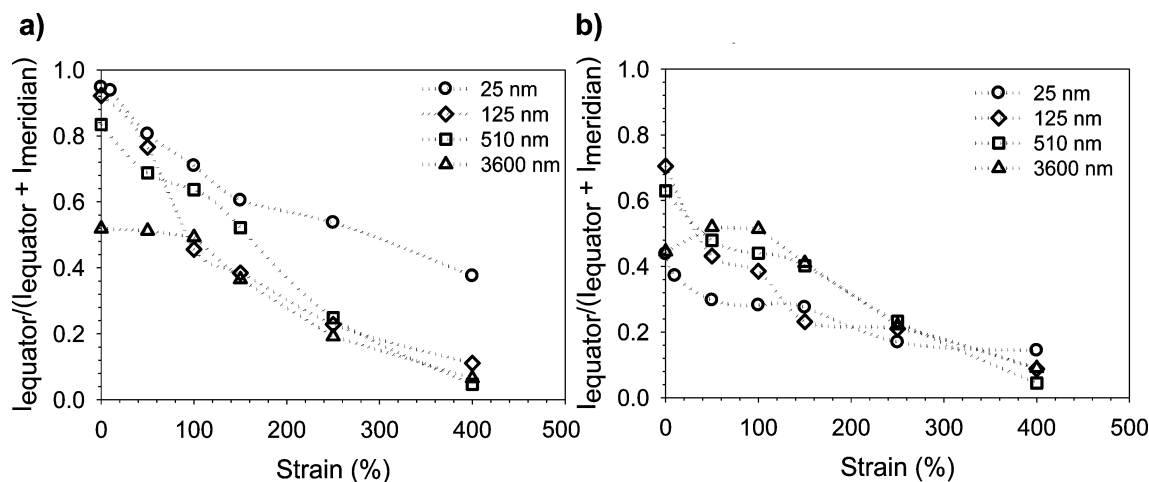 a)
Iequator/(Iequator + Imeridian)
1.0
0.8
0.6
0.4
0.2
0.0
25 nm
125 nm
510 nm
3600 nm
0 100 200 300 400 500
Strain (%)
b)
Iequator/(Iequator + Imeridian)
1.0
0.8
0.6
0.4
0.2
0.0
25 nm
125 nm
510 nm
3600 nm
0 100 200 300 400 500
Strain (%)